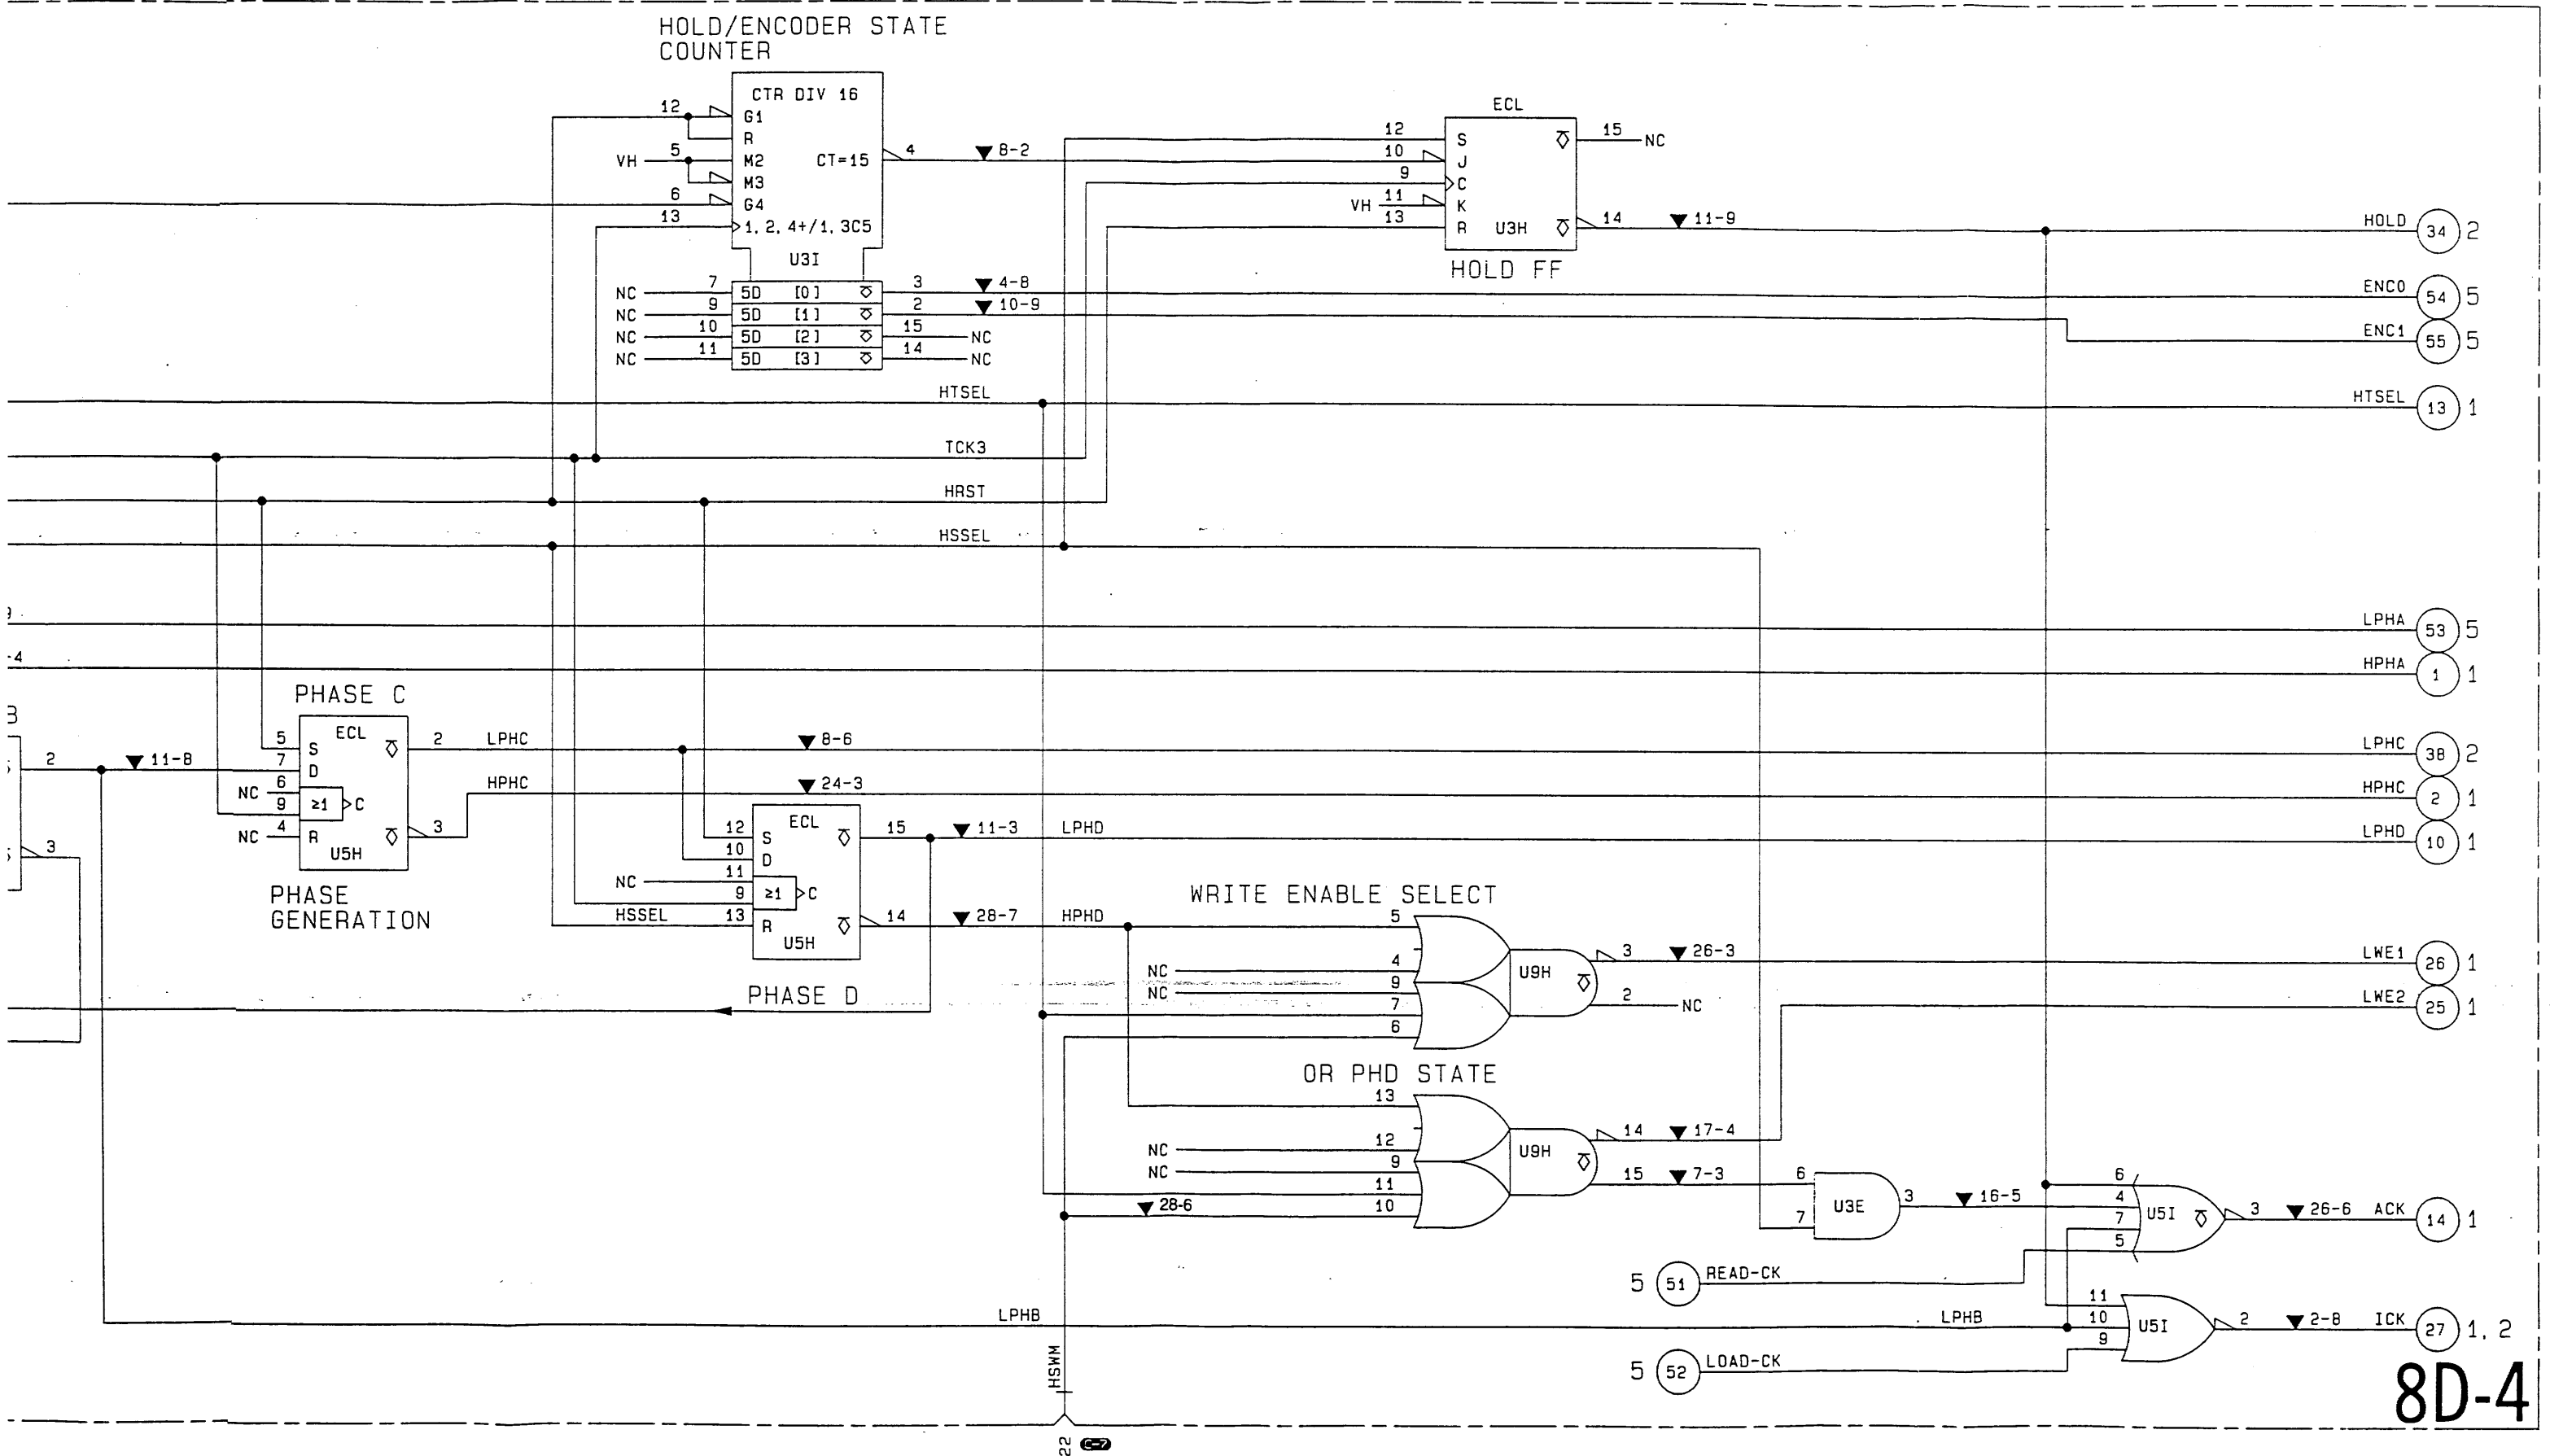 HOLD/ENCODER STATE
COUNTER
CTR DIV 16
12 G1
R
VH 5 M2 CT=15 4 8-2
M3
6 G4
13 1, 2, 4+/1, 3C5
U3I
NC 7 5D [0] 3 4-8
NC 9 5D [1] 2 10-9
NC 10 5D [2] 15 NC
NC 11 5D [3] 14 NC
ECL
12 S 15 NC
10 J
9 C
VH 11 K
13 R U3H 14 11-9
HOLD FF
HOLD 34 2
ENC0 54 5
ENC1 55 5
HTSEL HTSEL 13 1
TCK3
HRST
HSSEL
LPHA 53 5
-4
HPHA 1 1
PHASE C
ECL
B
2 11-8
3
5 S 2 LPHC 8-6 LPHC 38 2
7 D
NC 6
9 ≥1 C HPHC 24-3 HPHC 2 1
NC 4 R 3
U5H
PHASE
GENERATION
ECL
12 S 15 11-3 LPHD LPHD 10 1
10 D
NC 11
9 ≥1 C
HSSEL 13 R 14 28-7 HPHD
U5H
PHASE D
WRITE ENABLE SELECT
5
NC 4
NC 9
7
6
U9H
3 26-3 LWE1 26 1
2 NC
LWE2 25 1
OR PHD STATE
13
NC 12
NC 9
11
28-6 10
U9H
14 17-4
15 7-3
6
7
U3E
3 16-5
6
4
7
5
U5I
3 26-6 ACK 14 1
5 51 READ-CK
LPHB LPHB
11
10
9
U5I
2 2-8 ICK 27 1, 2
5 52 LOAD-CK
HSWM
22 C-7
8D-4